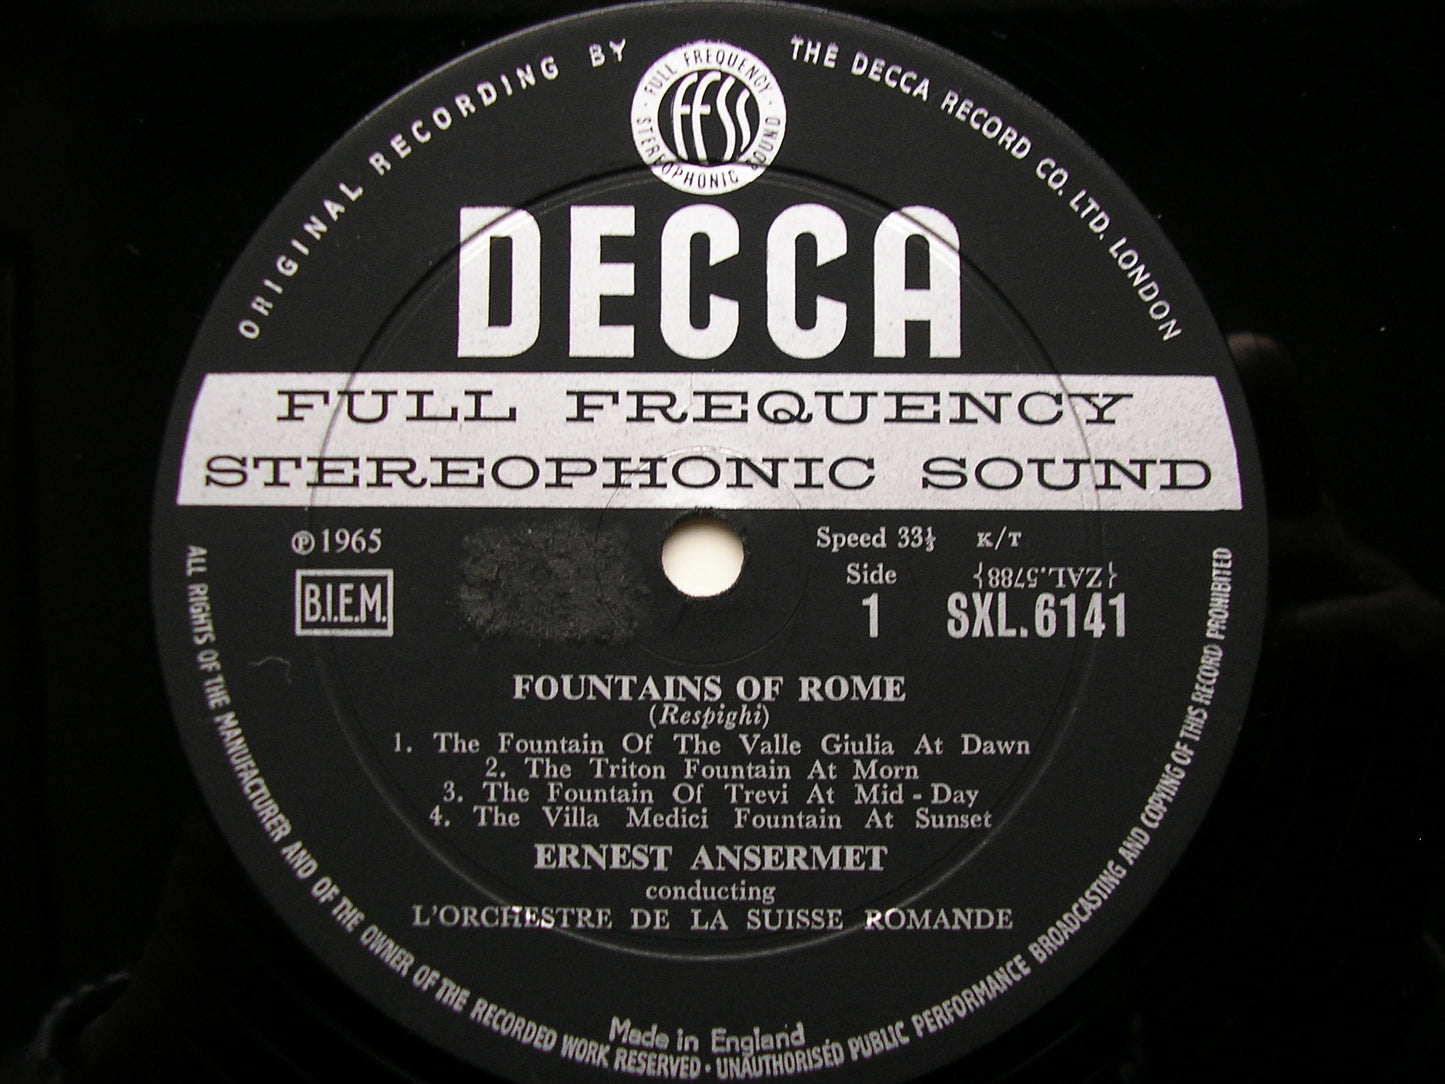 ORIGINAL RECORDING BY
THE DECCA RECORD CO. LTD. LONDON
FULL FREQUENCY
STEREOPHONIC SOUND
FFSS
DECCA
FULL FREQUENCY
STEREOPHONIC SOUND
℗ 1965
B.I.E.M.
Speed 33⅓ K/T
Side
{ZAL.5788}
1 SXL.6141
FOUNTAINS OF ROME
(Respighi)
1. The Fountain Of The Valle Giulia At Dawn
2. The Triton Fountain At Morn
3. The Fountain Of Trevi At Mid - Day
4. The Villa Medici Fountain At Sunset
ERNEST ANSERMET
conducting
L'ORCHESTRE DE LA SUISSE ROMANDE
Made in England
ALL RIGHTS OF THE MANUFACTURER AND OF THE OWNER OF THE RECORDED WORK RESERVED · UNAUTHORISED PUBLIC PERFORMANCE BROADCASTING AND COPYING OF THIS RECORD PROHIBITED